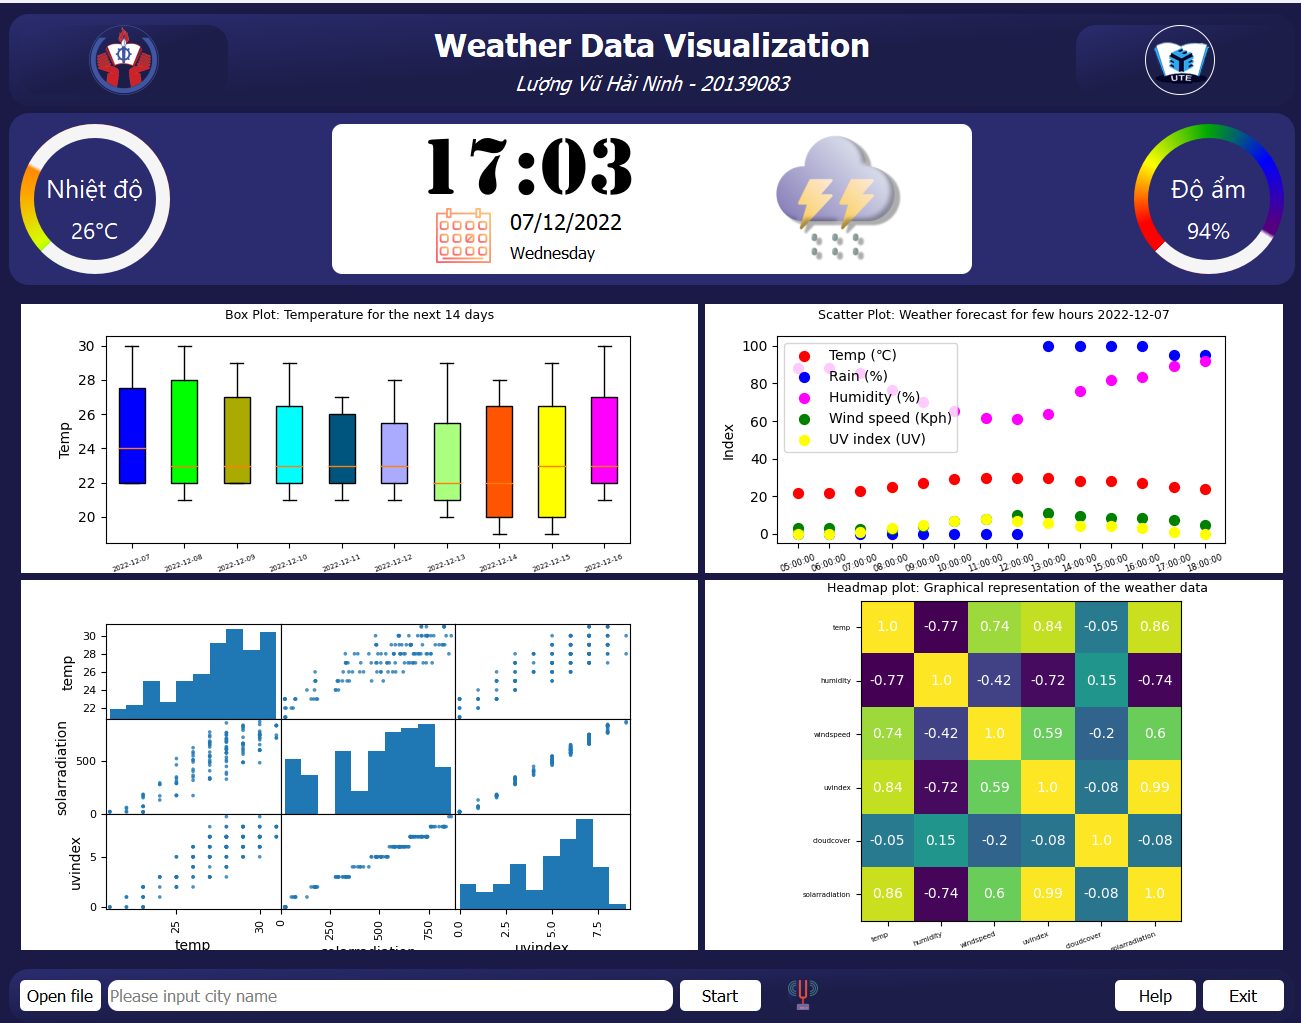 Weather Data Visualization
Lượng Vũ Hải Ninh - 20139083
UTE
Nhiệt độ
26°C
17:03
07/12/2022
Wednesday
Độ ẩm
94%
Box Plot: Temperature for the next 14 days
Temp
30
28
26
24
22
20
2022-12-07
2022-12-08
2022-12-09
2022-12-10
2022-12-11
2022-12-12
2022-12-13
2022-12-14
2022-12-15
2022-12-16
Scatter Plot: Weather forecast for few hours 2022-12-07
Index
100
80
60
40
20
0
Temp (℃)
Rain (%)
Humidity (%)
Wind speed (Kph)
UV index (UV)
05:00:00
06:00:00
07:00:00
08:00:00
09:00:00
10:00:00
11:00:00
12:00:00
13:00:00
14:00:00
15:00:00
16:00:00
17:00:00
18:00:00
temp
30
28
26
24
22
solarradiation
500
0
uvindex
5
0
25
30
0
250
500
750
0.0
2.5
5.0
7.5
temp
solarradiation
uvindex
Headmap plot: Graphical representation of the weather data
temp 1.0 -0.77 0.74 0.84 -0.05 0.86
humidity -0.77 1.0 -0.42 -0.72 0.15 -0.74
windspeed 0.74 -0.42 1.0 0.59 -0.2 0.6
uvindex 0.84 -0.72 0.59 1.0 -0.08 0.99
cloudcover -0.05 0.15 -0.2 -0.08 1.0 -0.08
solarradiation 0.86 -0.74 0.6 0.99 -0.08 1.0
temp
humidity
windspeed
uvindex
cloudcover
solarradiation
Open file
Please input city name
Start
Help
Exit